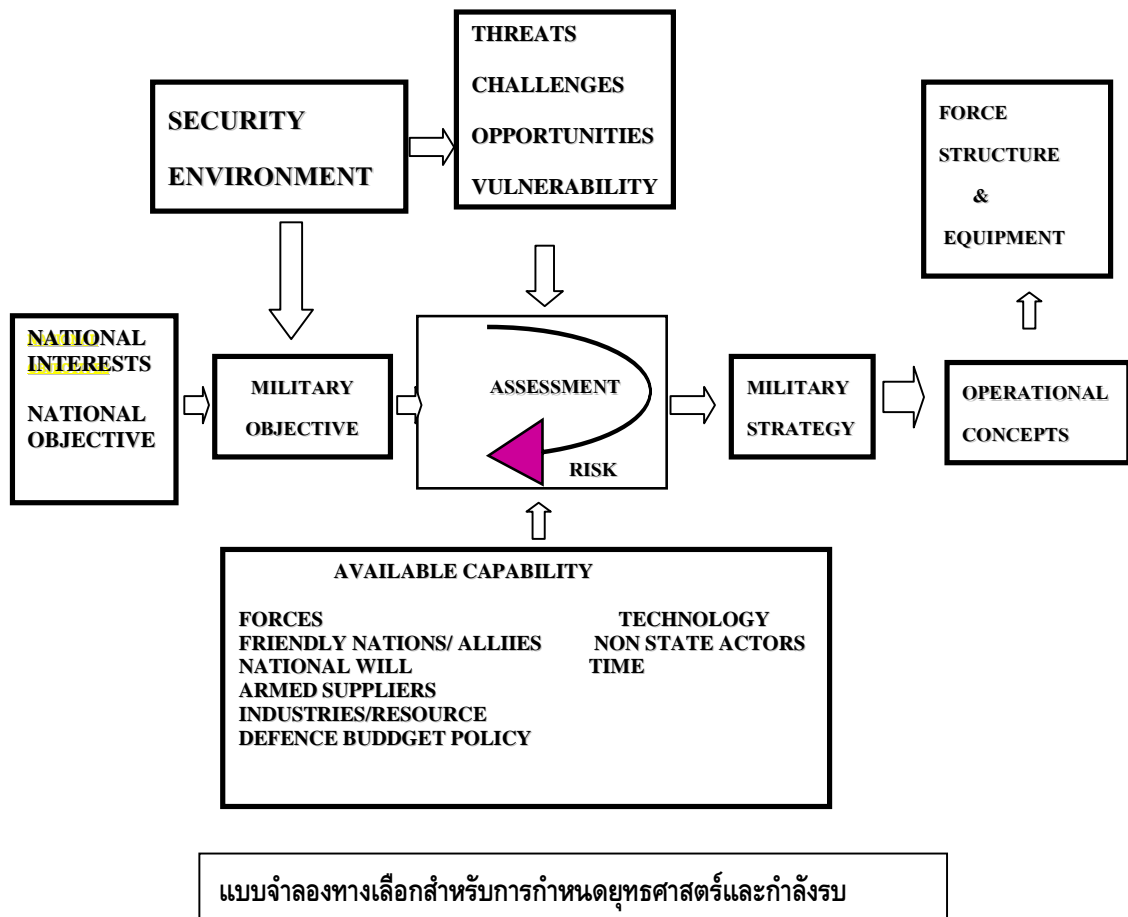 THREATS
CHALLENGES
OPPORTUNITIES
VULNERABILITY
SECURITY
ENVIRONMENT
FORCE
STRUCTURE
&
EQUIPMENT
NATIONAL
INTERESTS
NATIONAL
OBJECTIVE
MILITARY
OBJECTIVE
ASSESSMENT
RISK
MILITARY
STRATEGY
OPERATIONAL
CONCEPTS
AVAILABLE CAPABILITY
FORCES TECHNOLOGY
FRIENDLY NATIONS/ ALLIIES NON STATE ACTORS
NATIONAL WILL TIME
ARMED SUPPLIERS
INDUSTRIES/RESOURCE
DEFENCE BUDDGET POLICY
แบบจำลองทางเลือกสำหรับการกำหนดยุทธศาสตร์และกำลังรบ